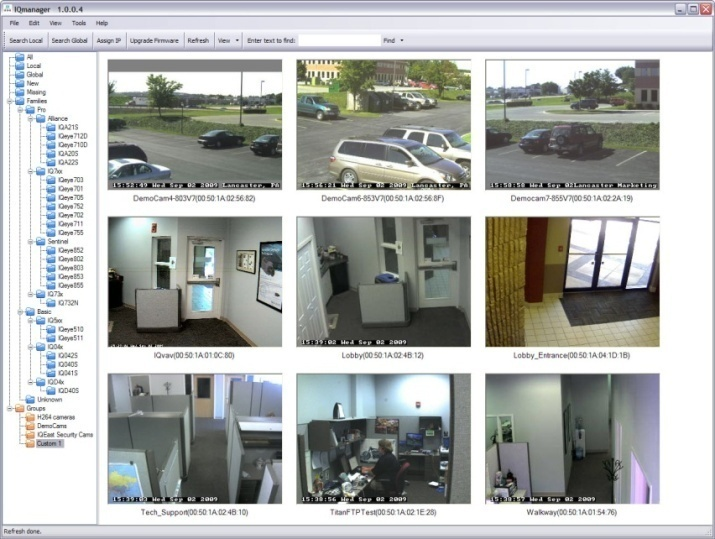 IQmanager 1.0.0.4
File Edit View Tools Help
Search Local Search Global Assign IP Upgrade Firmware Refresh View Enter text to find: Find
All
Local
Global
New
Missing
Families
Pro
Alliance
IQA21S
IQeye712D
IQeye710D
IQA20S
IQA22S
IQ7xx
IQeye703
IQeye701
IQeye705
IQeye752
IQeye702
IQeye711
IQeye755
Sentinel
IQeye852
IQeye802
IQeye803
IQeye853
IQeye855
IQ73x
IQ732N
Basic
IQ5xx
IQeye510
IQeye511
IQ04x
IQ042S
IQ040S
IQ041S
IQD4x
IQD40S
Unknown
Groups
H264 cameras
DemoCams
IQEast Security Cams
Custom 1
15:52:49 Wed Sep 02 2009 Lancaster, PA
DemoCam4-803V7(00:50:1A:02:56:82)
15:56:21 Wed Sep 02 2009 Lancaster, PA
DemoCam6-853V7(00:50:1A:02:56:8F)
15:58:50 Wed Sep 02 2009 Lancaster Marketing
Democam7-855V7(00:50:1A:02:2A:19)
IQvav(00:50:1A:01:0C:80)
15:39:02 Wed Sep 02 2009
Lobby(00:50:1A:02:4B:12)
Lobby_Entrance(00:50:1A:04:1D:1B)
15:39:03 Wed Sep 02 2009
Tech_Support(00:50:1A:02:4B:10)
15:38:56 Wed Sep 02 2009
TitanFTPTest(00:50:1A:02:1E:28)
15:38:57 Wed Sep 02 2009
Walkway(00:50:1A:01:54:76)
Refresh done.